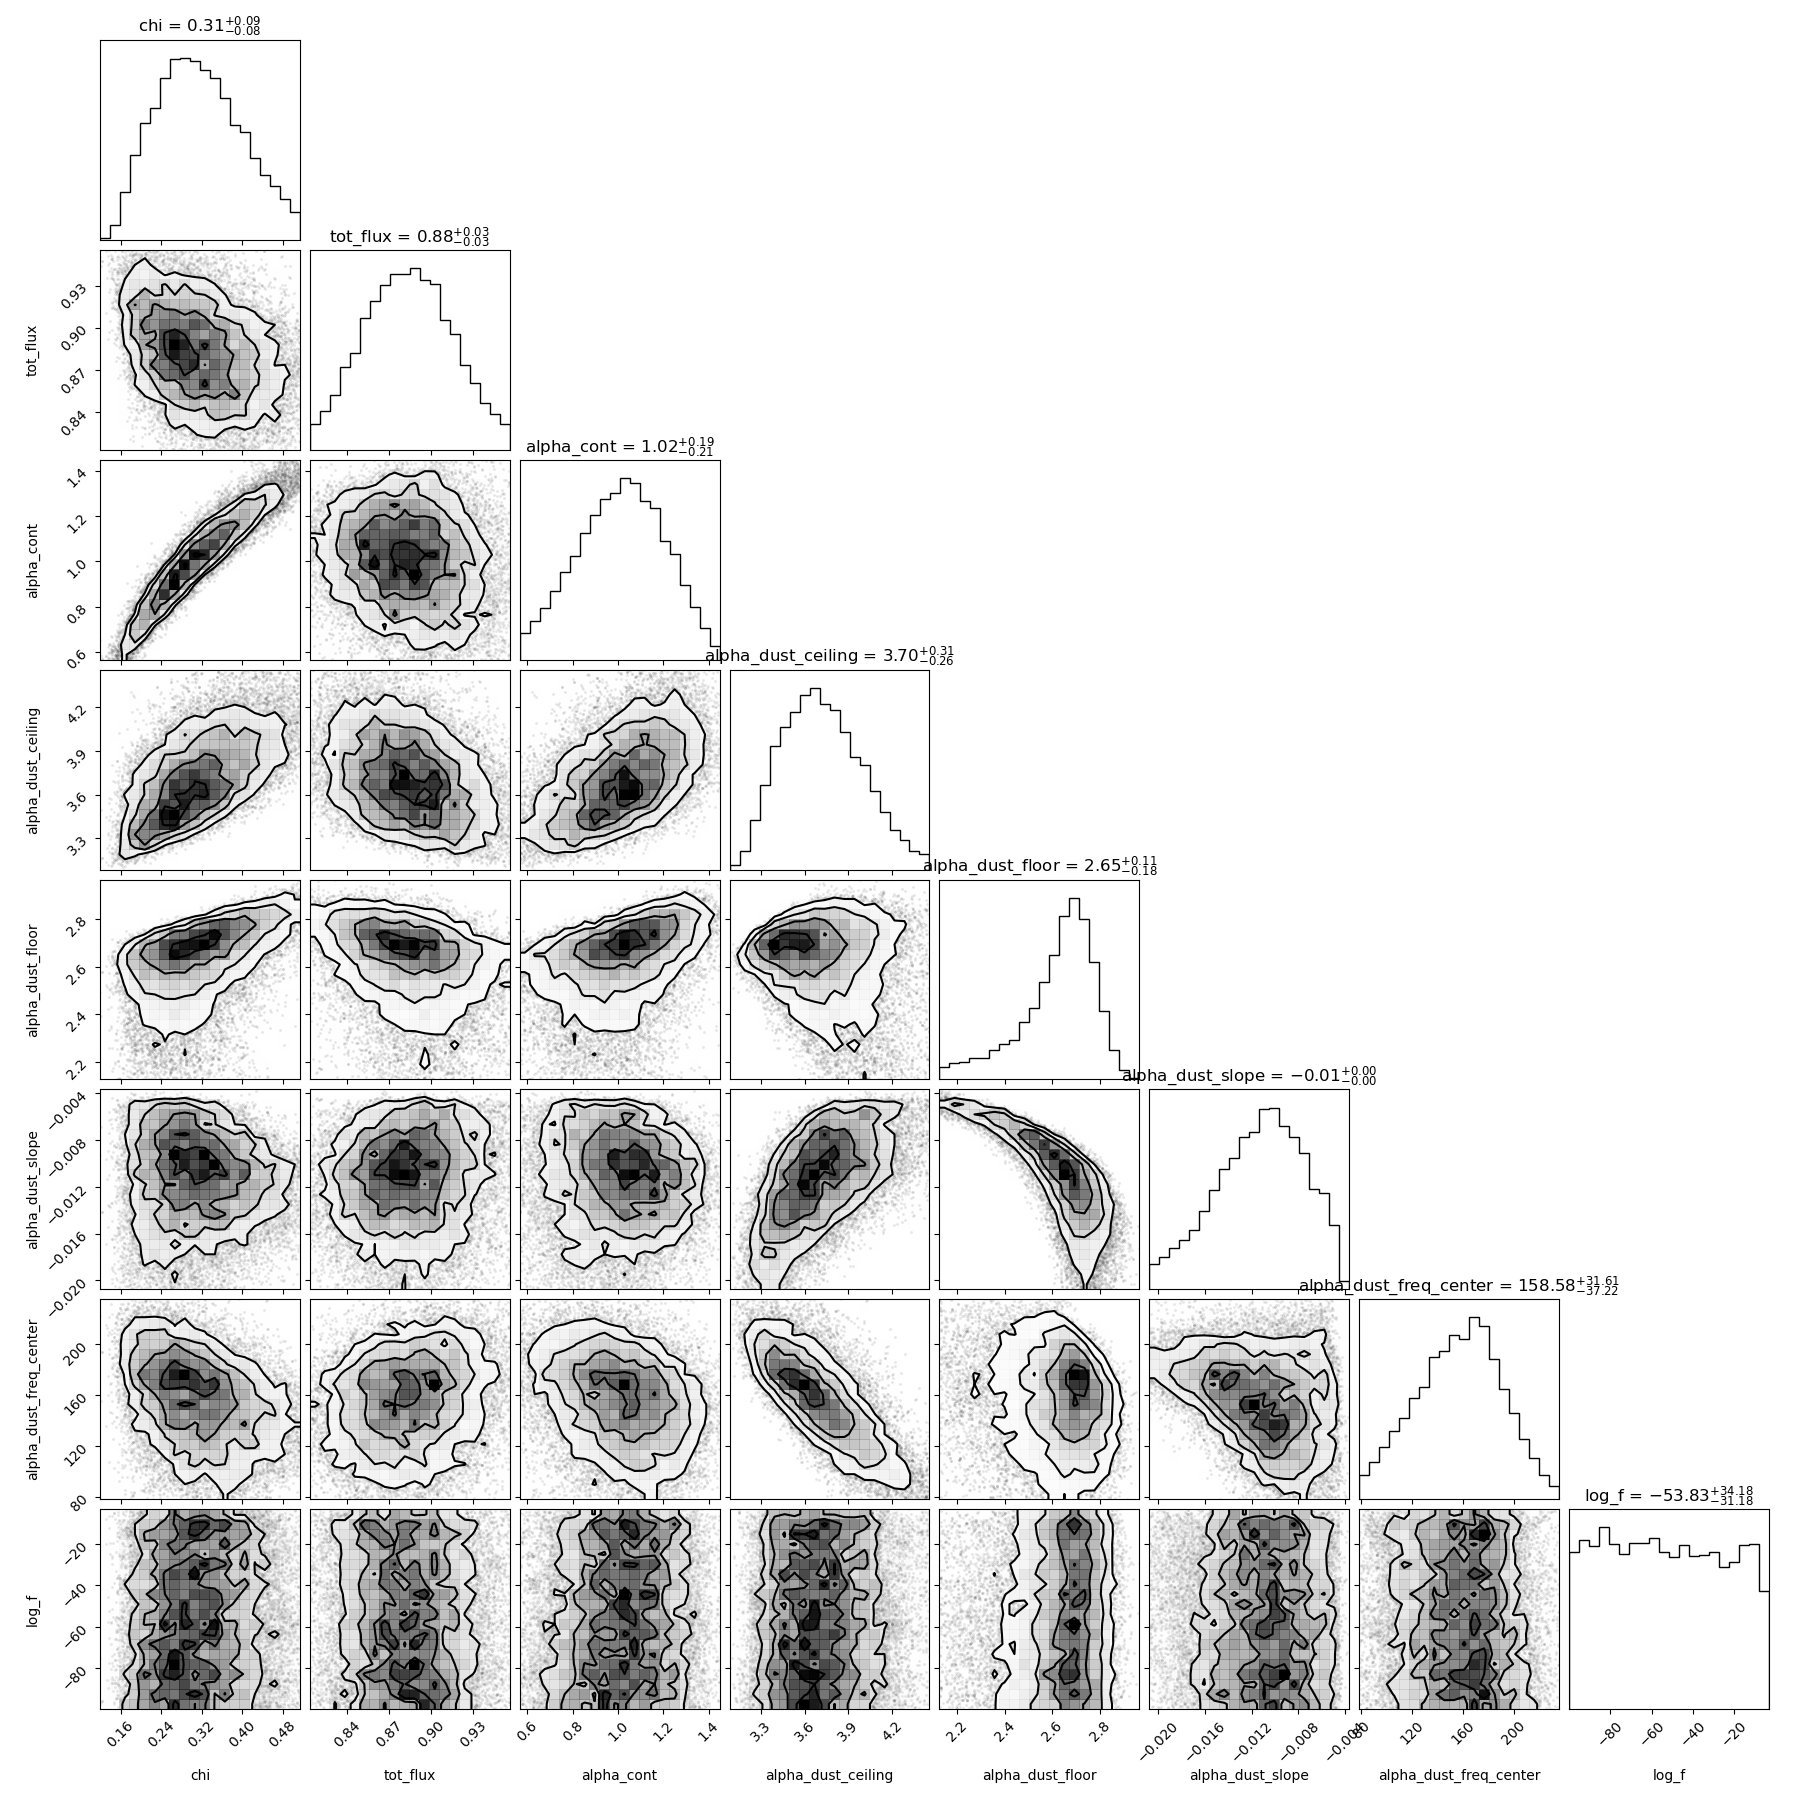 chi = 0.31+0.09−0.08
tot_flux = 0.88+0.03−0.03
0.93
0.90
0.87
0.84
tot_flux
alpha_cont = 1.02+0.19−0.21
1.4
1.2
1.0
0.8
0.6
alpha_cont
alpha_dust_ceiling = 3.70+0.31−0.26
4.2
3.9
3.6
3.3
alpha_dust_ceiling
alpha_dust_floor = 2.65+0.11−0.18
2.8
2.6
2.4
2.2
alpha_dust_floor
alpha_dust_slope = −0.01+0.00−0.00
−0.004
−0.008
−0.012
−0.016
−0.020
alpha_dust_slope
alpha_dust_freq_center = 158.58+31.61−37.22
200
160
120
80
alpha_dust_freq_center
log_f = −53.83+34.18−31.18
−20
−40
−60
−80
log_f
0.16 0.24 0.32 0.40 0.48
0.84 0.87 0.90 0.93
0.6 0.8 1.0 1.2 1.4
3.3 3.6 3.9 4.2
2.2 2.4 2.6 2.8
−0.020 −0.016 −0.012 −0.008 −0.004
80 120 160 200
−80 −60 −40 −20
chi tot_flux alpha_cont alpha_dust_ceiling alpha_dust_floor alpha_dust_slope alpha_dust_freq_center log_f